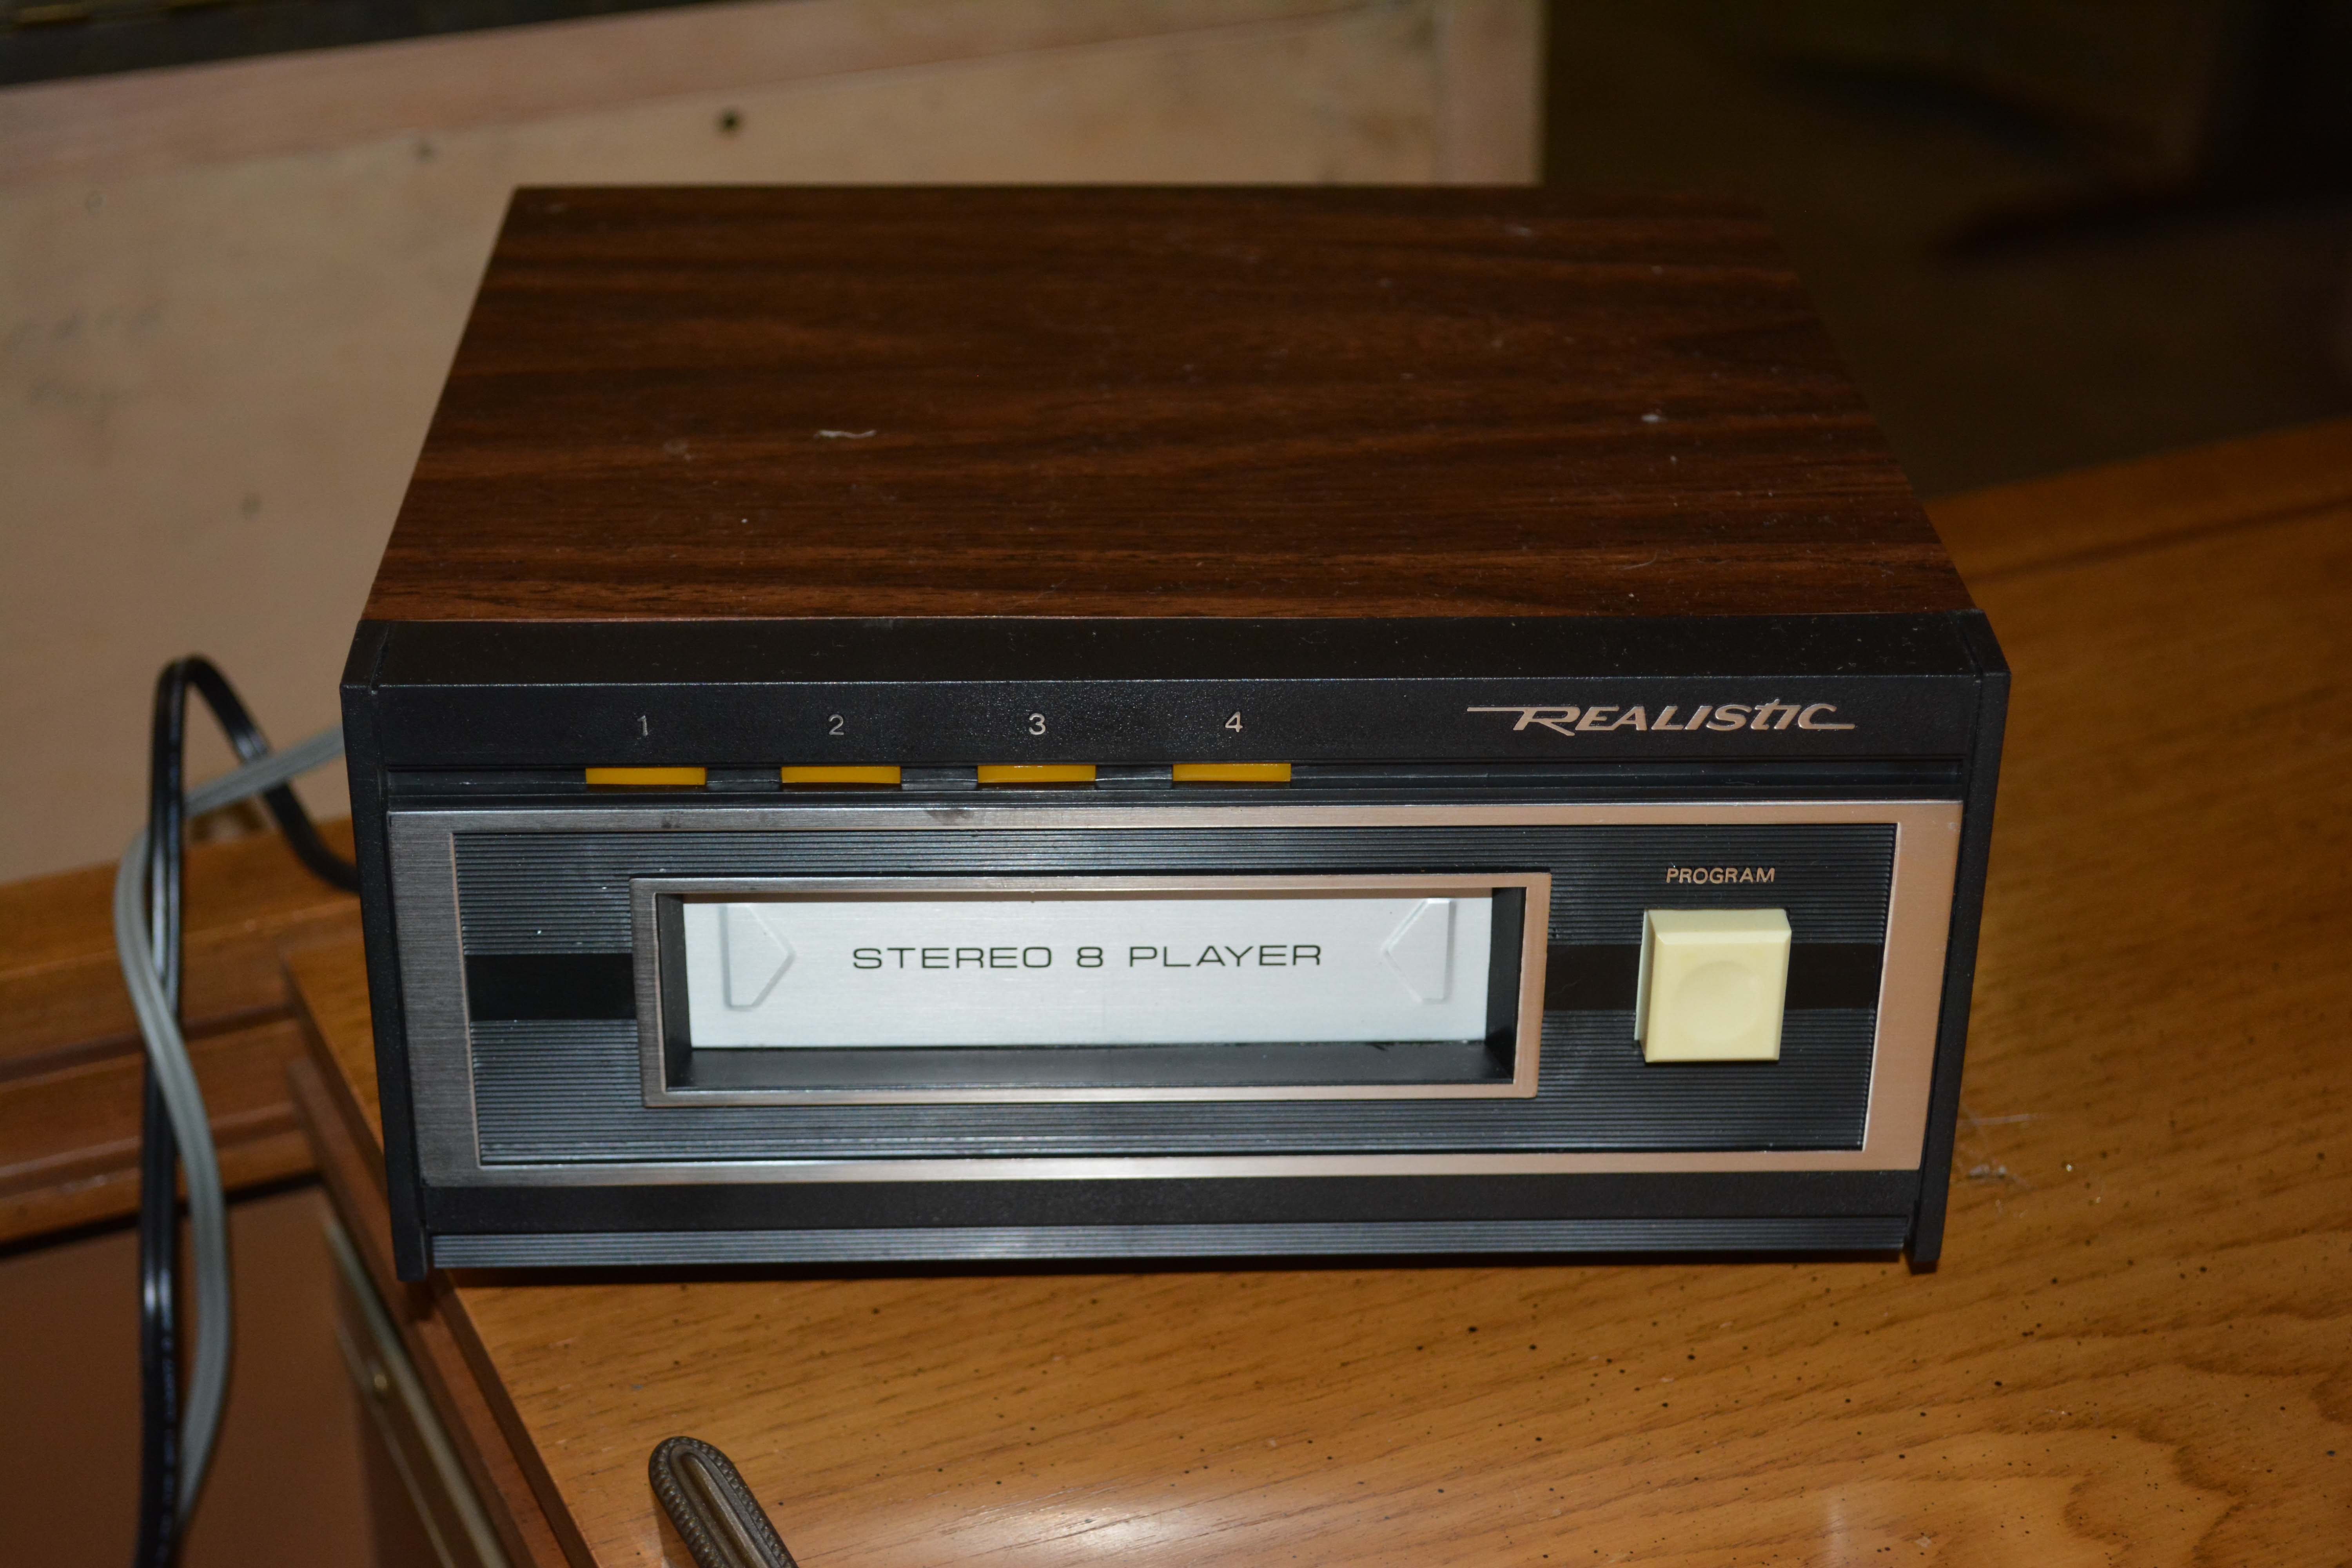 1 2 3 4 REALISTIC
PROGRAM
STEREO 8 PLAYER